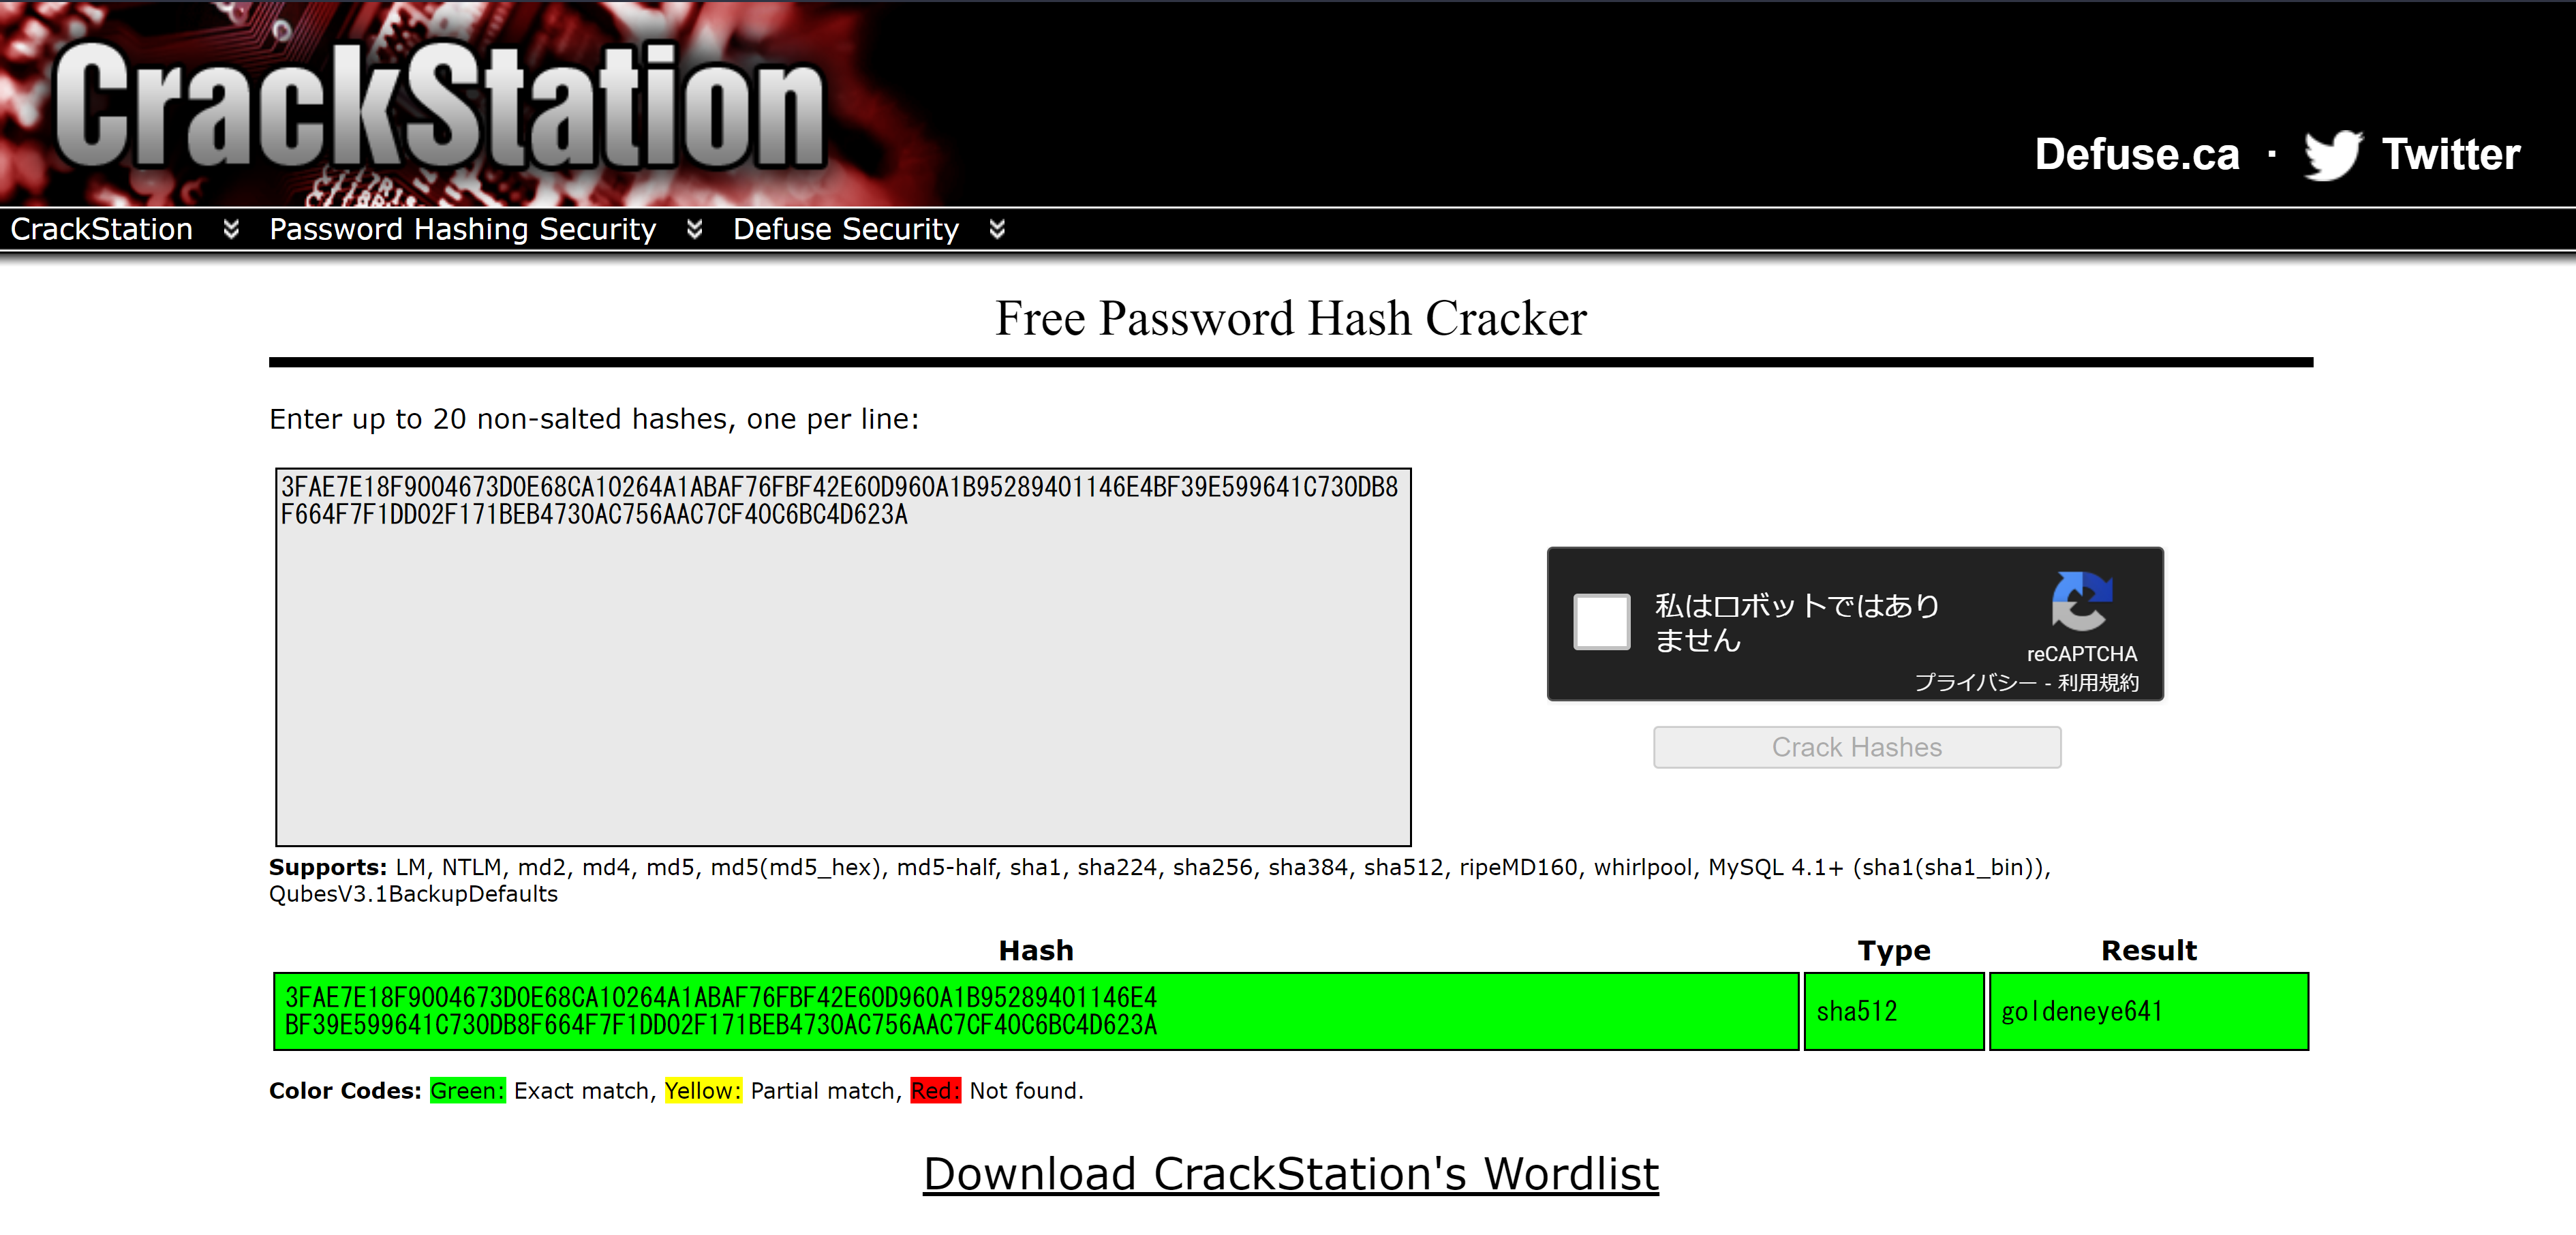 CrackStation
Defuse.ca · Twitter
CrackStation Password Hashing Security Defuse Security
Free Password Hash Cracker
Enter up to 20 non-salted hashes, one per line:
3FAE7E18F9004673D0E68CA10264A1ABAF76FBF42E60D960A1B95289401146E4BF39E599641C730DB8
F664F7F1DD02F171BEB4730AC756AAC7CF40C6BC4D623A
私はロボットではあり
ません
reCAPTCHA
プライバシー - 利用規約
Crack Hashes
Supports: LM, NTLM, md2, md4, md5, md5(md5_hex), md5-half, sha1, sha224, sha256, sha384, sha512, ripeMD160, whirlpool, MySQL 4.1+ (sha1(sha1_bin)),
QubesV3.1BackupDefaults
Hash Type Result
3FAE7E18F9004673D0E68CA10264A1ABAF76FBF42E60D960A1B95289401146E4
BF39E599641C730DB8F664F7F1DD02F171BEB4730AC756AAC7CF40C6BC4D623A
sha512
goldeneye641
Color Codes: Green: Exact match, Yellow: Partial match, Red: Not found.
Download CrackStation's Wordlist